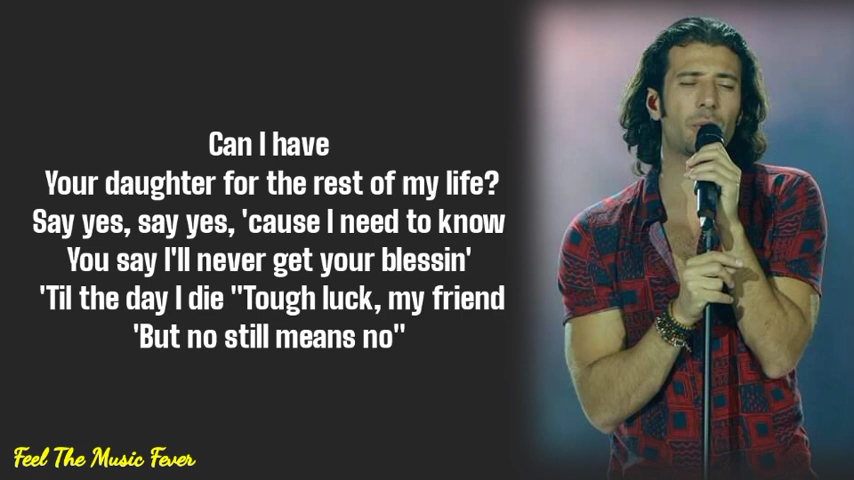 Can I have
Your daughter for the rest of my life?
Say yes, say yes, 'cause I need to know
You say I'll never get your blessin'
'Til the day I die "Tough luck, my friend
'But no still means no"
Feel The Music Fever